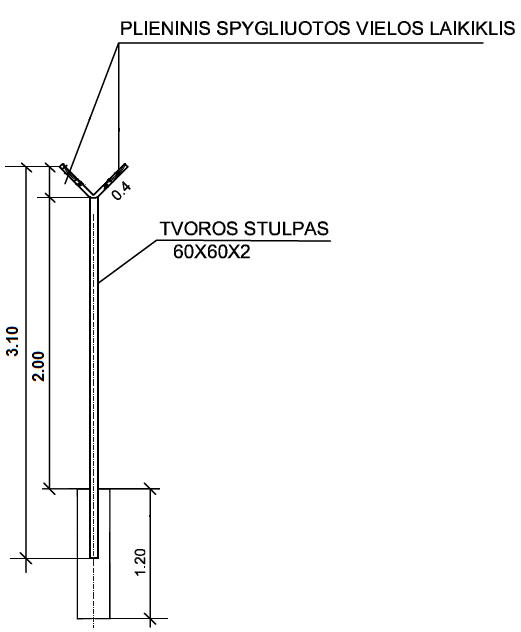 PLIENINIS SPYGLIUOTOS VIELOS LAIKIKLIS
0.4
TVOROS STULPAS
60X60X2
3.10
2.00
1.20